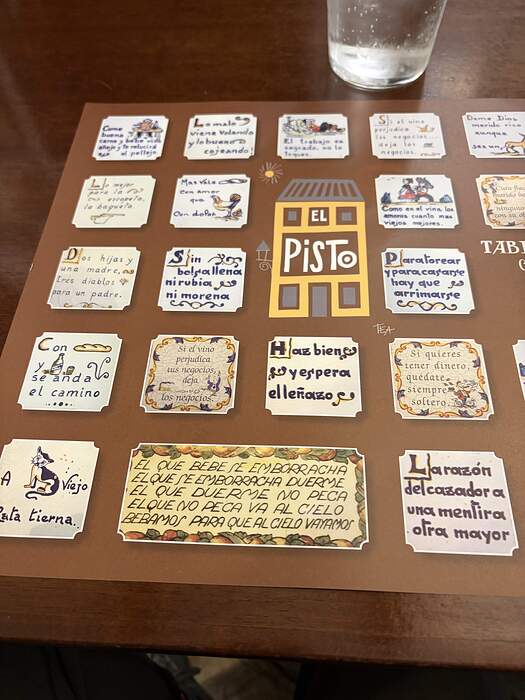 Come
buena
carne y bebe vino
añejo y te relucirá
el pellejo
Lo malo
viene volando
y lo bueno
cojeando!
El trabajo es
sagrado, no lo
toques.
Si el vino
perjudica
tus negocios,
deja los
negocios.
Dame Dios
marido rico
aunque
sea un
Lo mejor
para la
Más vale
con amor
que
Con dolor
EL
PISTO
TEA
Como en el vino los
amores cuanto mas
viejos mejores.
TAB
Dos hijas y
una madre,
tres diablos
para un padre.
Sin
bolsa llena
ni rubia
ni morena
Para torear
y para casarse
hay que
arrimarse
Con
y
se anda
el camino
Si el vino
perjudica
tus negocios,
deja
los negocios.
Haz bien
y espera
el leñazo
Si quieres
tener dinero,
quédate
siempre
soltero.
A Viejo
Rata tierna.
EL QUE BEBE SE EMBORRACHA
EL QUE SE EMBORRACHA DUERME
EL QUE DUERME NO PECA
EL QUE NO PECA VA AL CIELO
BEBAMOS PARA QUE AL CIELO VAYAMOS
La razón
del cazador a
una mentira
otra mayor